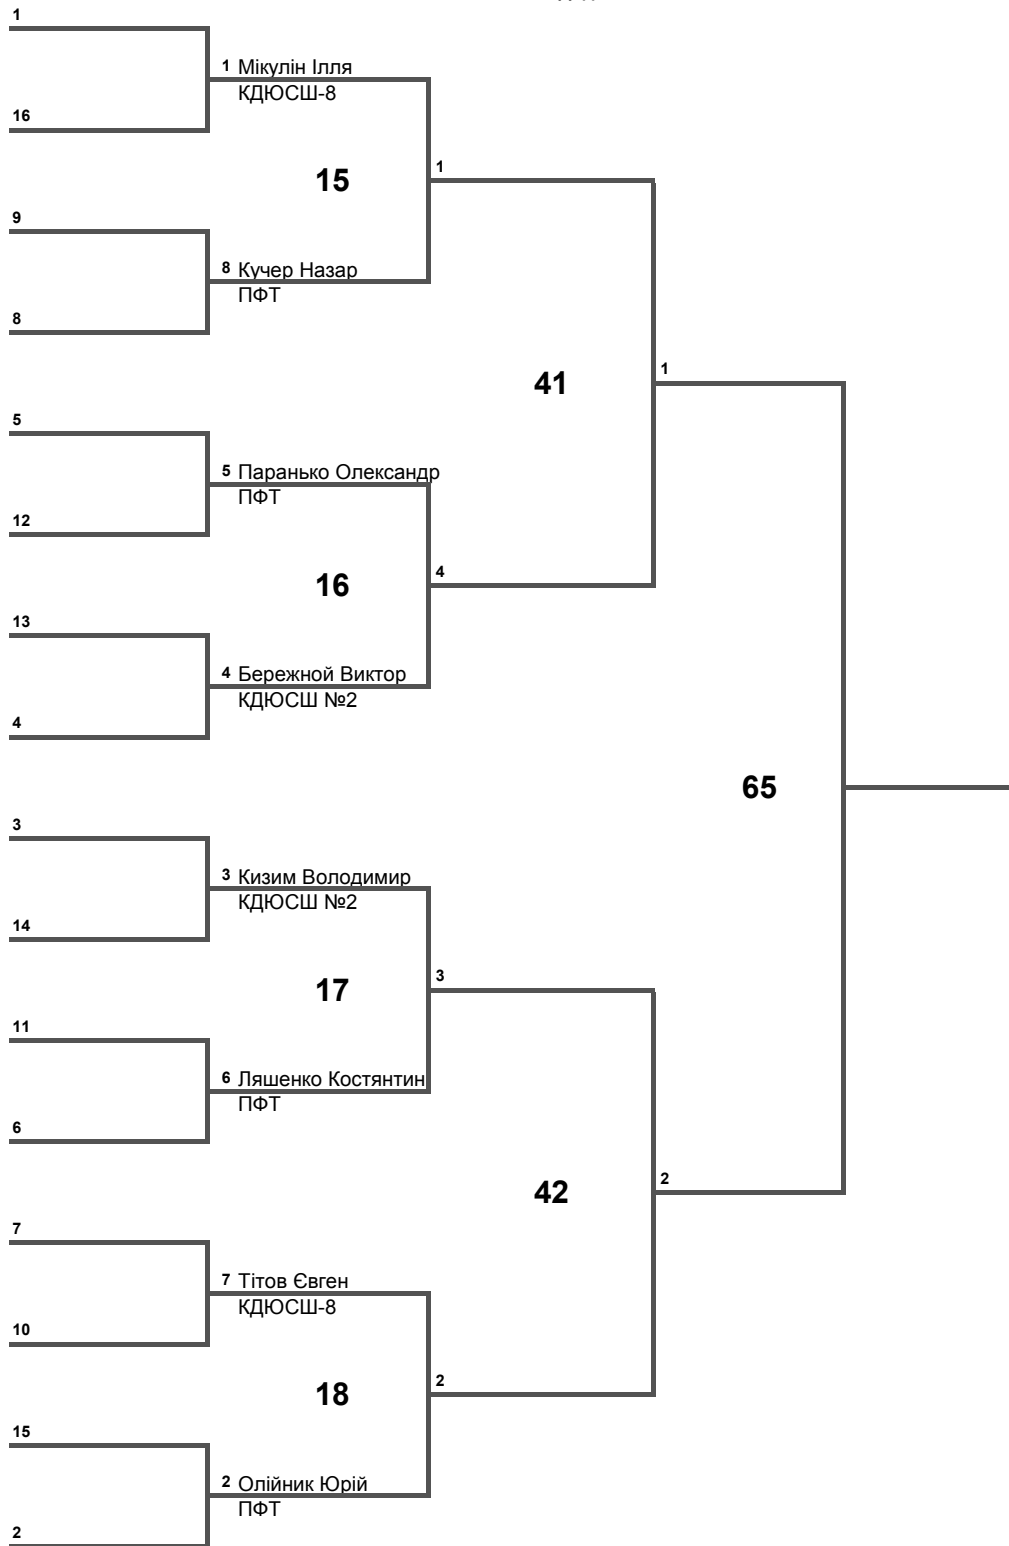 1
1 Мікулін Ілля
КДЮСШ-8
16
15
1
9
8 Кучер Назар
ПФТ
8
41
1
5
5 Паранько Олександр
ПФТ
12
16
4
13
4 Бережной Виктор
КДЮСШ №2
4
65
3
3 Кизим Володимир
КДЮСШ №2
14
17
3
11
6 Ляшенко Костянтин
ПФТ
6
42
2
7
7 Тітов Євген
КДЮСШ-8
10
18
2
15
2 Олійник Юрій
ПФТ
2